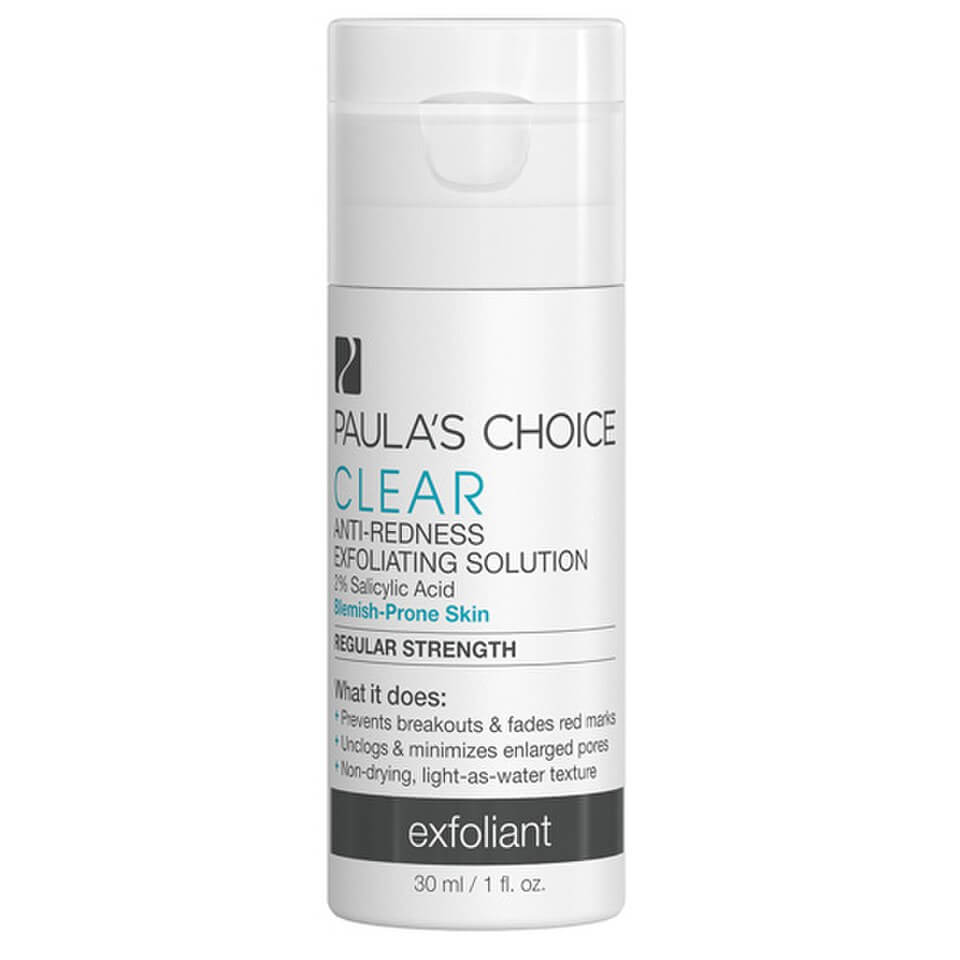 PAULA'S CHOICE
CLEAR
ANTI-REDNESS
EXFOLIATING SOLUTION
2% Salicylic Acid
Blemish-Prone Skin
REGULAR STRENGTH
What it does:
+ Prevents breakouts & fades red marks
+ Unclogs & minimizes enlarged pores
+ Non-drying, light-as-water texture
exfoliant
30 ml / 1 fl. oz.